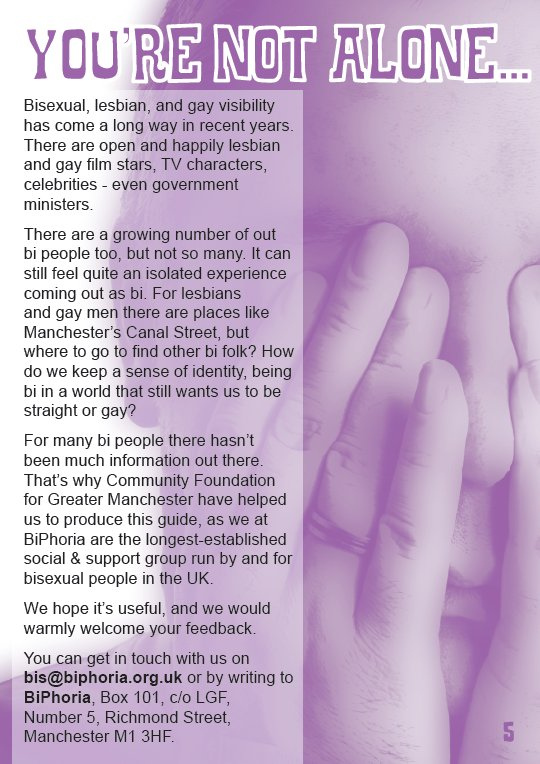 YOU'RE NOT ALONE...
Bisexual, lesbian, and gay visibility
has come a long way in recent years.
There are open and happily lesbian
and gay film stars, TV characters,
celebrities - even government
ministers.
There are a growing number of out
bi people too, but not so many. It can
still feel quite an isolated experience
coming out as bi. For lesbians
and gay men there are places like
Manchester's Canal Street, but
where to go to find other bi folk? How
do we keep a sense of identity, being
bi in a world that still wants us to be
straight or gay?
For many bi people there hasn't
been much information out there.
That's why Community Foundation
for Greater Manchester have helped
us to produce this guide, as we at
BiPhoria are the longest-established
social & support group run by and for
bisexual people in the UK.
We hope it's useful, and we would
warmly welcome your feedback.
You can get in touch with us on
bis@biphoria.org.uk or by writing to
BiPhoria, Box 101, c/o LGF,
Number 5, Richmond Street,
Manchester M1 3HF.
5